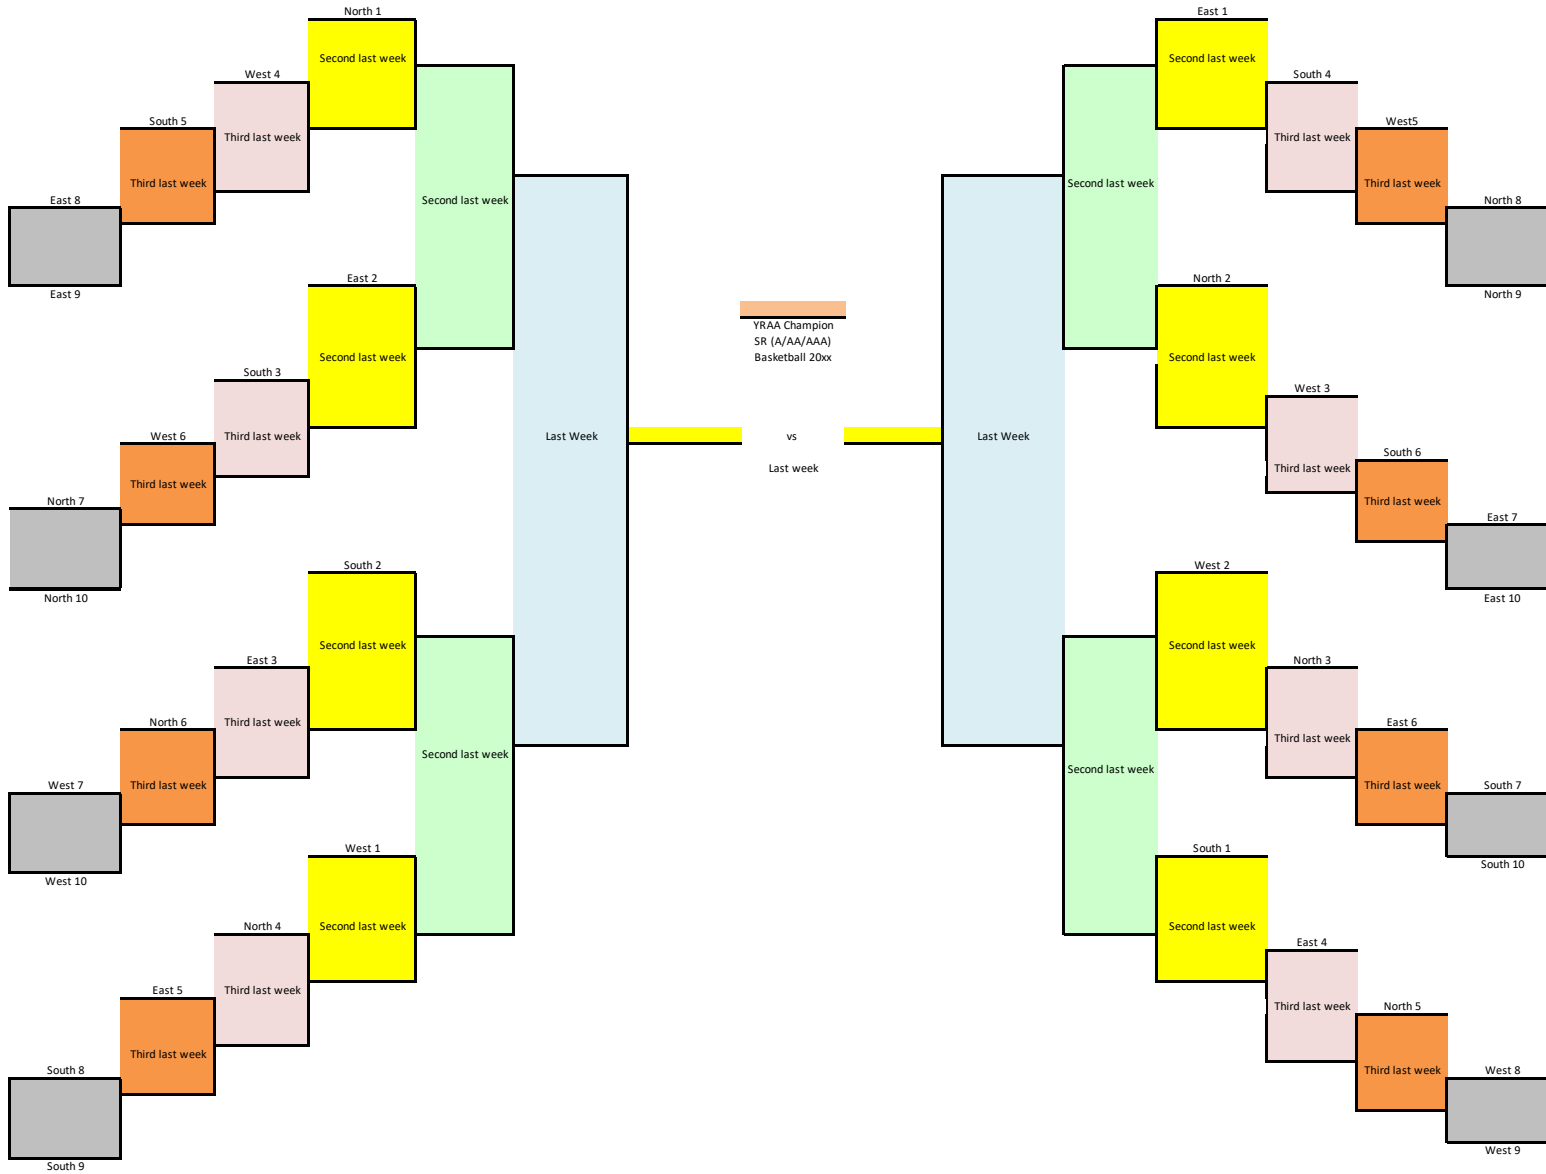 North 1
East 1
Second last week
Second last week
West 4
South 4
South 5
West5
Third last week
Third last week
Third last week
Third last week
East 8
North 8
Second last week
Second last week
East 9
North 9
East 2
North 2
YRAA Champion
SR (A/AA/AAA)
Basketball 20xx
Second last week
Second last week
South 3
West 3
West 6
Third last week
Last Week
vs
Last Week
South 6
Last week
Third last week
Third last week
Third last week
North 7
East 7
North 10
East 10
South 2
West 2
Second last week
Second last week
East 3
North 3
North 6
East 6
Third last week
Third last week
Second last week
Second last week
West 7
South 7
Third last week
Third last week
West 10
South 10
West 1
South 1
Second last week
Second last week
North 4
East 4
East 5
North 5
Third last week
Third last week
Third last week
Third last week
South 8
West 8
South 9
West 9